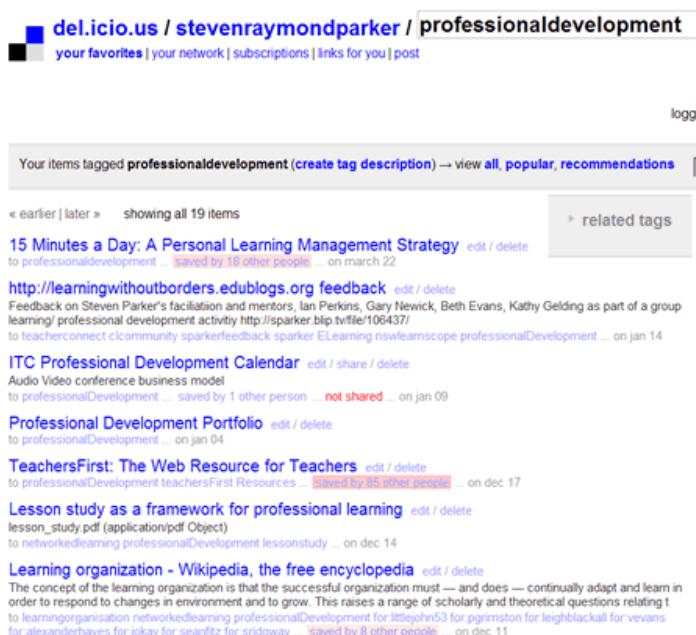 del.icio.us / stevenraymondparker / professionaldevelopment
your favorites | your network | subscriptions | links for you | post
logg
Your items tagged professionaldevelopment (create tag description) → view all, popular, recommendations
« earlier | later » showing all 19 items
related tags
15 Minutes a Day: A Personal Learning Management Strategy edit / delete
to professionaldevelopment ... saved by 18 other people ... on march 22
http://learningwithoutborders.edublogs.org feedback edit / delete
Feedback on Steven Parker's faciliatiion and mentors, Ian Perkins, Gary Newick, Beth Evans, Kathy Gelding as part of a group
learning/ professional development activitiy http://sparker.blip.tv/file/106437/
to teacherconnect clcommunity sparkerfeedback sparker ELearning nswlearnscope professionalDevelopment ... on jan 14
ITC Professional Development Calendar edit / share / delete
Audio Video conference business model
to professionalDevelopment ... saved by 1 other person ... not shared ... on jan 09
Professional Development Portfolio edit / delete
to professionalDevelopment ... on jan 04
TeachersFirst: The Web Resource for Teachers edit / delete
to professionalDevelopment teachersFirst Resources ... saved by 85 other people ... on dec 17
Lesson study as a framework for professional learning edit / delete
lesson_study.pdf (application/pdf Object)
to networkedlearning professionalDevelopment lessonstudy ... on dec 14
Learning organization - Wikipedia, the free encyclopedia edit / delete
The concept of the learning organization is that the successful organization must — and does — continually adapt and learn in
order to respond to changes in environment and to grow. This raises a range of scholarly and theoretical questions relating t
to learningorganisation networkedlearning professionalDevelopment for:littlejohn53 for:pgrimston for:leighblackall for:vevans
for:alexanderhayes for:jokay for:seanfitz for:sridgway ... saved by 8 other people ... on dec 11